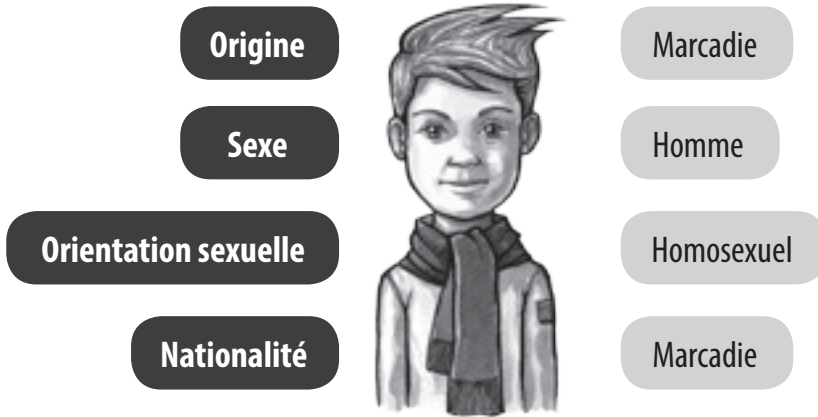 Origine
Marcadie
Sexe
Homme
Orientation sexuelle
Homosexuel
Nationalité
Marcadie